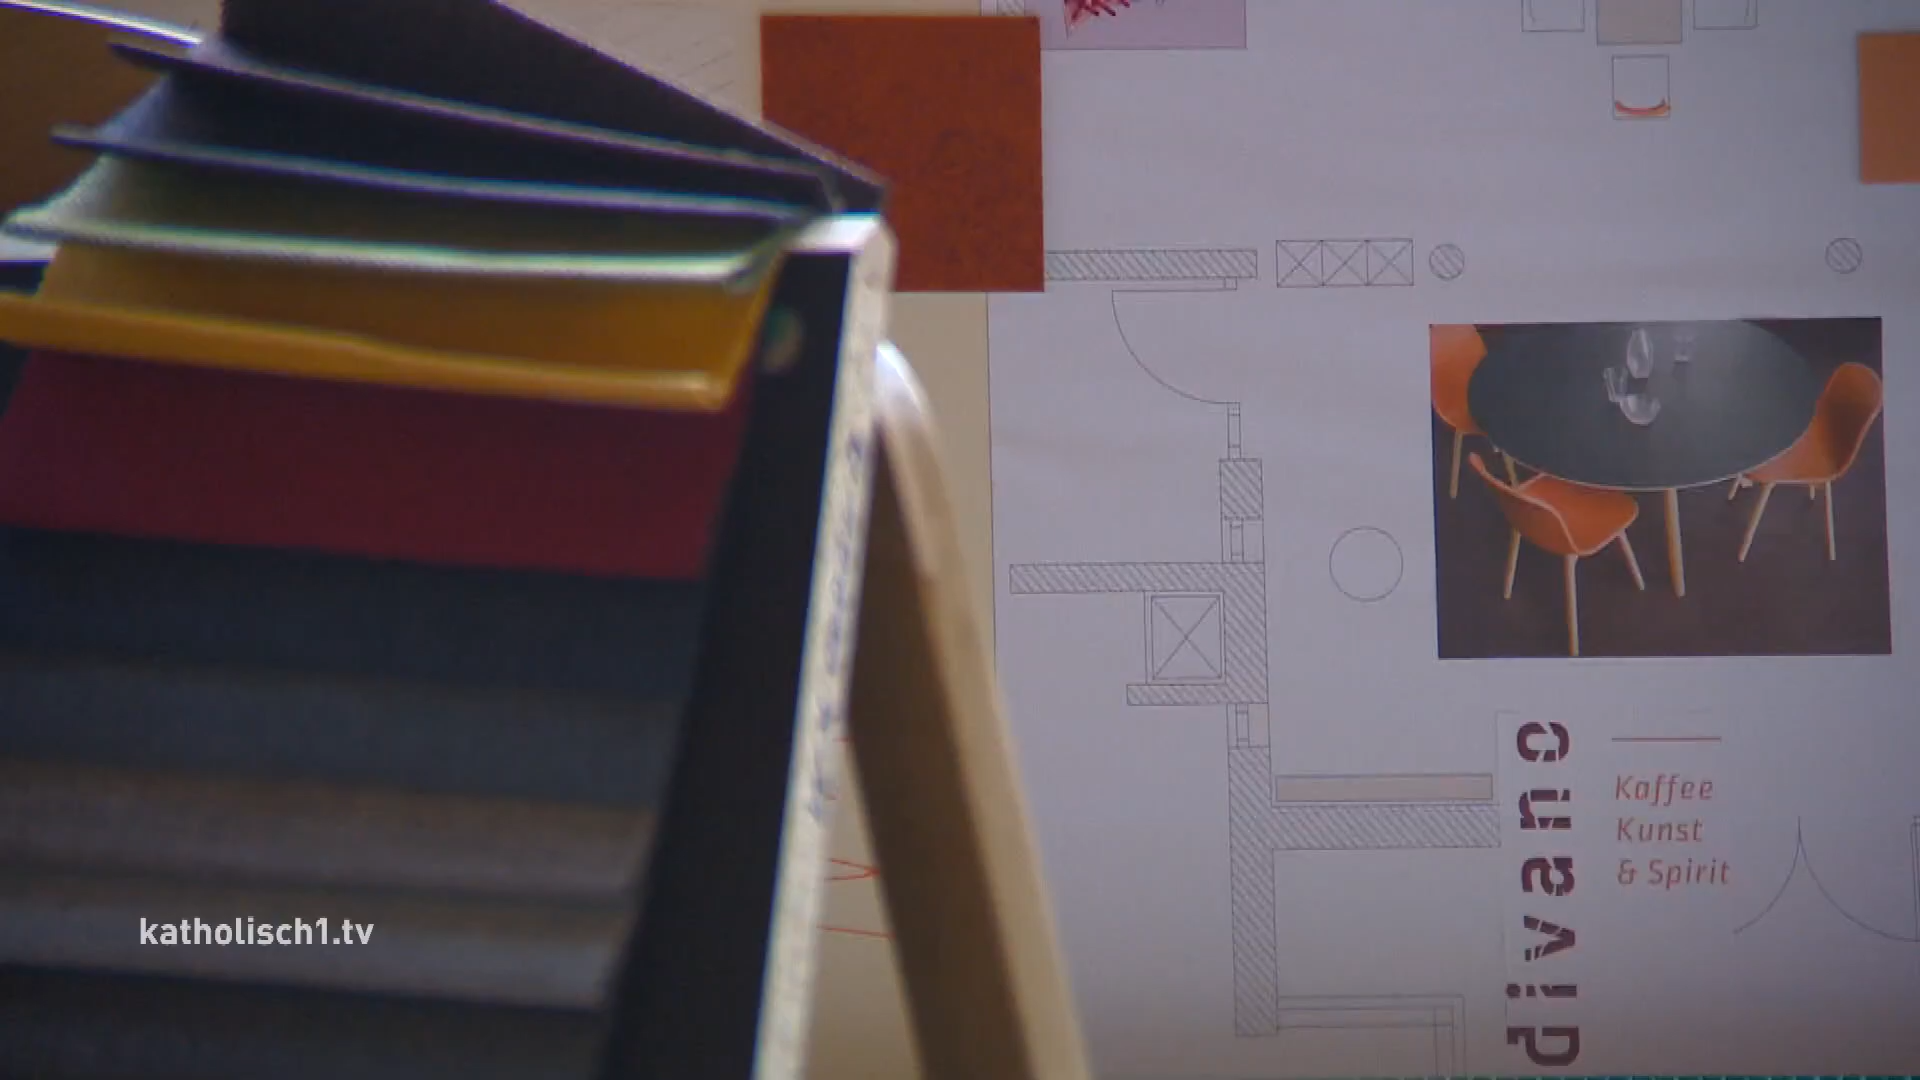 divano
Kaffee
Kunst
& Spirit
katholisch1.tv